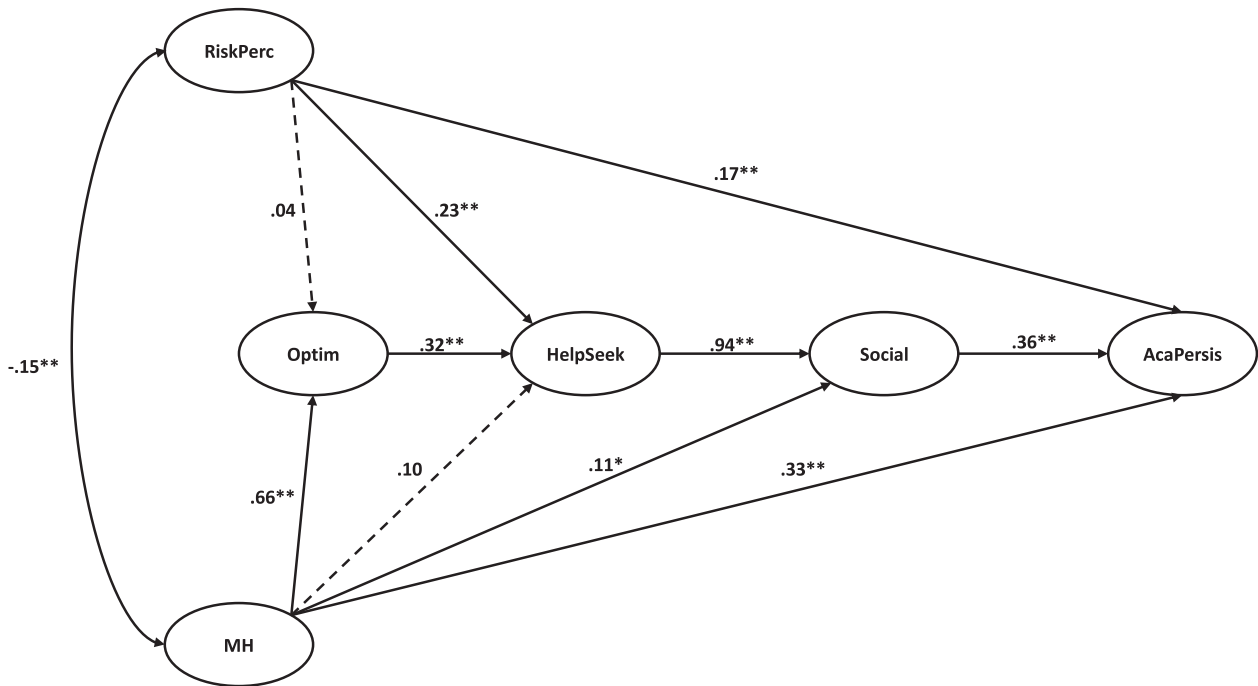 RiskPerc
.17**
.04
.23**
Optim
.32**
HelpSeek
.94**
Social
.36**
AcaPersis
-.15**
.10
.11*
.33**
.66**
MH